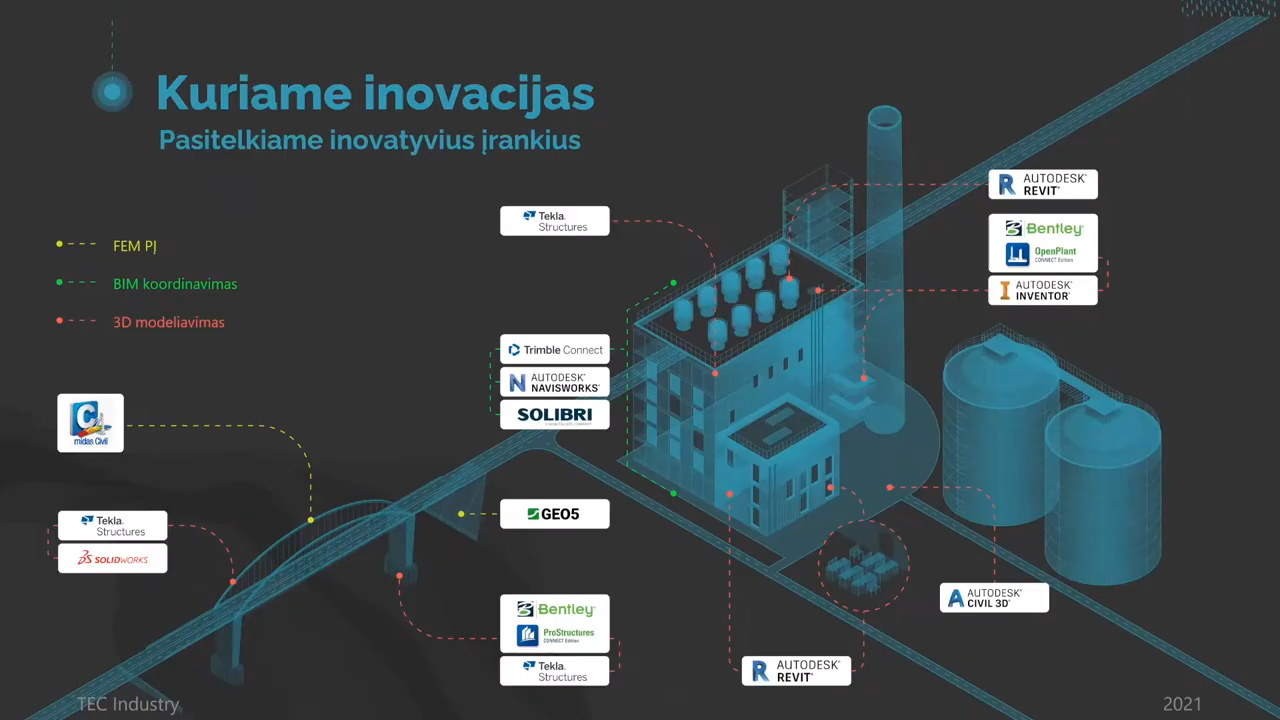 Kuriame inovacijas
Pasitelkiame inovatyvius įrankius
FEM PĮ
BIM koordinavimas
3D modeliavimas
Tekla®
Structures
AUTODESK®
REVIT®
Bentley®
OpenPlant
CONNECT Edition
AUTODESK®
INVENTOR®
Trimble Connect
AUTODESK®
NAVISWORKS®
SOLIBRI
midas Civil
Tekla®
Structures
SOLIDWORKS
GEO5
Bentley®
ProStructures
CONNECT Edition
Tekla®
Structures
AUTODESK®
CIVIL 3D®
AUTODESK®
REVIT®
TEC Industry
2021